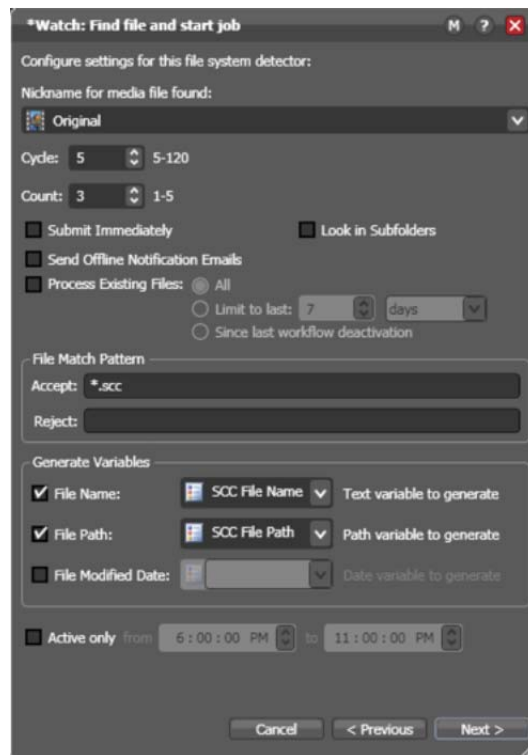 *Watch: Find file and start job M ?
Configure settings for this file system detector:
Nickname for media file found:
Original
Cycle: 5 5-120
Count: 3 1-5
Submit Immediately Look in Subfolders
Send Offline Notification Emails
Process Existing Files: All
Limit to last: 7 days
Since last workflow deactivation
File Match Pattern
Accept: *.scc
Reject:
Generate Variables
File Name: SCC File Name Text variable to generate
File Path: SCC File Path Path variable to generate
File Modified Date: Date variable to generate
Active only from 6:00:00 PM to 11:00:00 PM
Cancel < Previous Next >